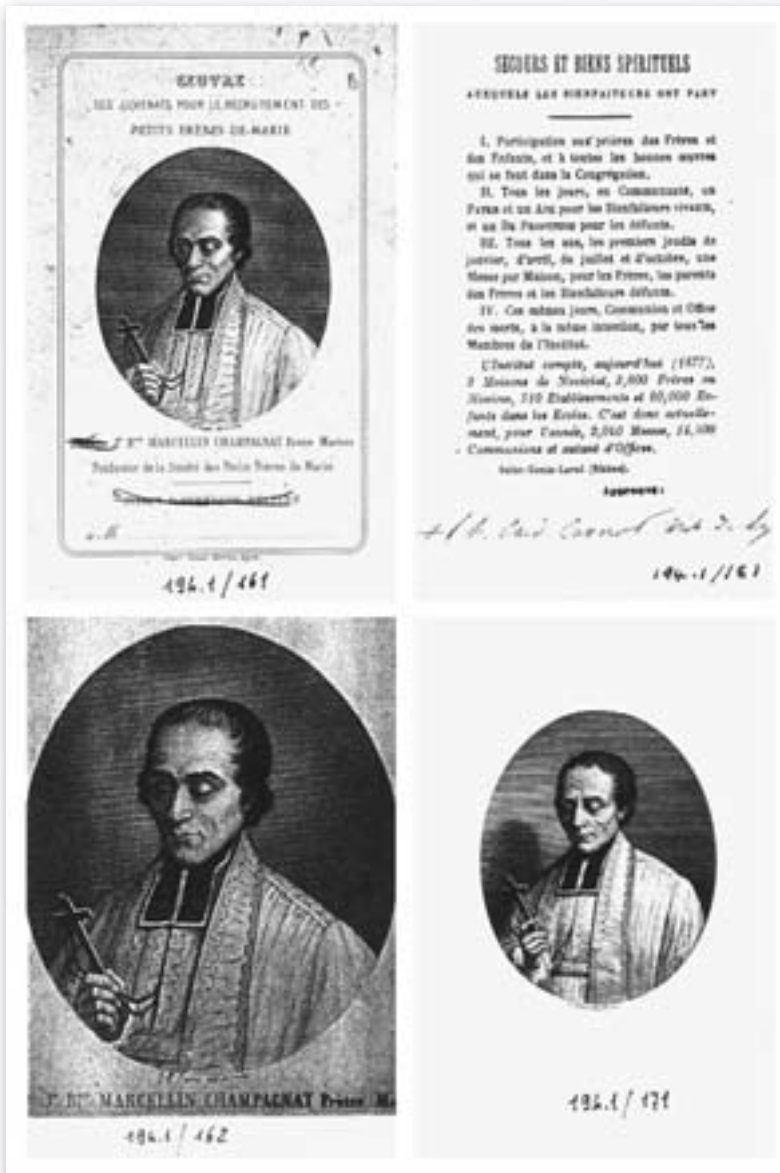 ŒUVRE
DES JUVÉNATS POUR LE RECRUTEMENT DES
PETITS FRÈRES DE MARIE
J Bte MARCELLIN CHAMPAGNAT Prêtre Mariste
Fondateur de la Société des Petits Frères de Marie
194.1/161
SECOURS ET BIENS SPIRITUELS
AUXQUELS LES BIENFAITEURS ONT PART
I. Participation aux prières des Frères et
des Enfants, et à toutes les bonnes œuvres
qui se font dans la Congrégation.
II. Tous les jours, en Communauté, un
PATER et un AVE pour les Bienfaiteurs vivants,
et un DE PROFUNDIS pour les défunts.
III. Tous les ans, les premiers jeudis de
janvier, d'avril, de juillet et d'octobre, une
Messe par Maison, pour les Frères, les parents
des Frères et les Bienfaiteurs défunts.
IV. Ces mêmes jours, Communion et Office
des morts, à la même intention, par tous les
Membres de l'Institut.
L'Institut compte, aujourd'hui (1877),
Maisons de Noviciat, Frères ou
Novices, 510 Etablissements et 80,000 En-
fants dans les Ecoles. C'est donc actuelle-
ment, pour l'année, 2,040 Messes,
Communions et autant d'Offices.
Saint-Genis-Laval (Rhône).
Approuvé:
194.1/161
J. Bte MARCELLIN CHAMPAGNAT Prêtre Ma
194.1/162
194.1/171